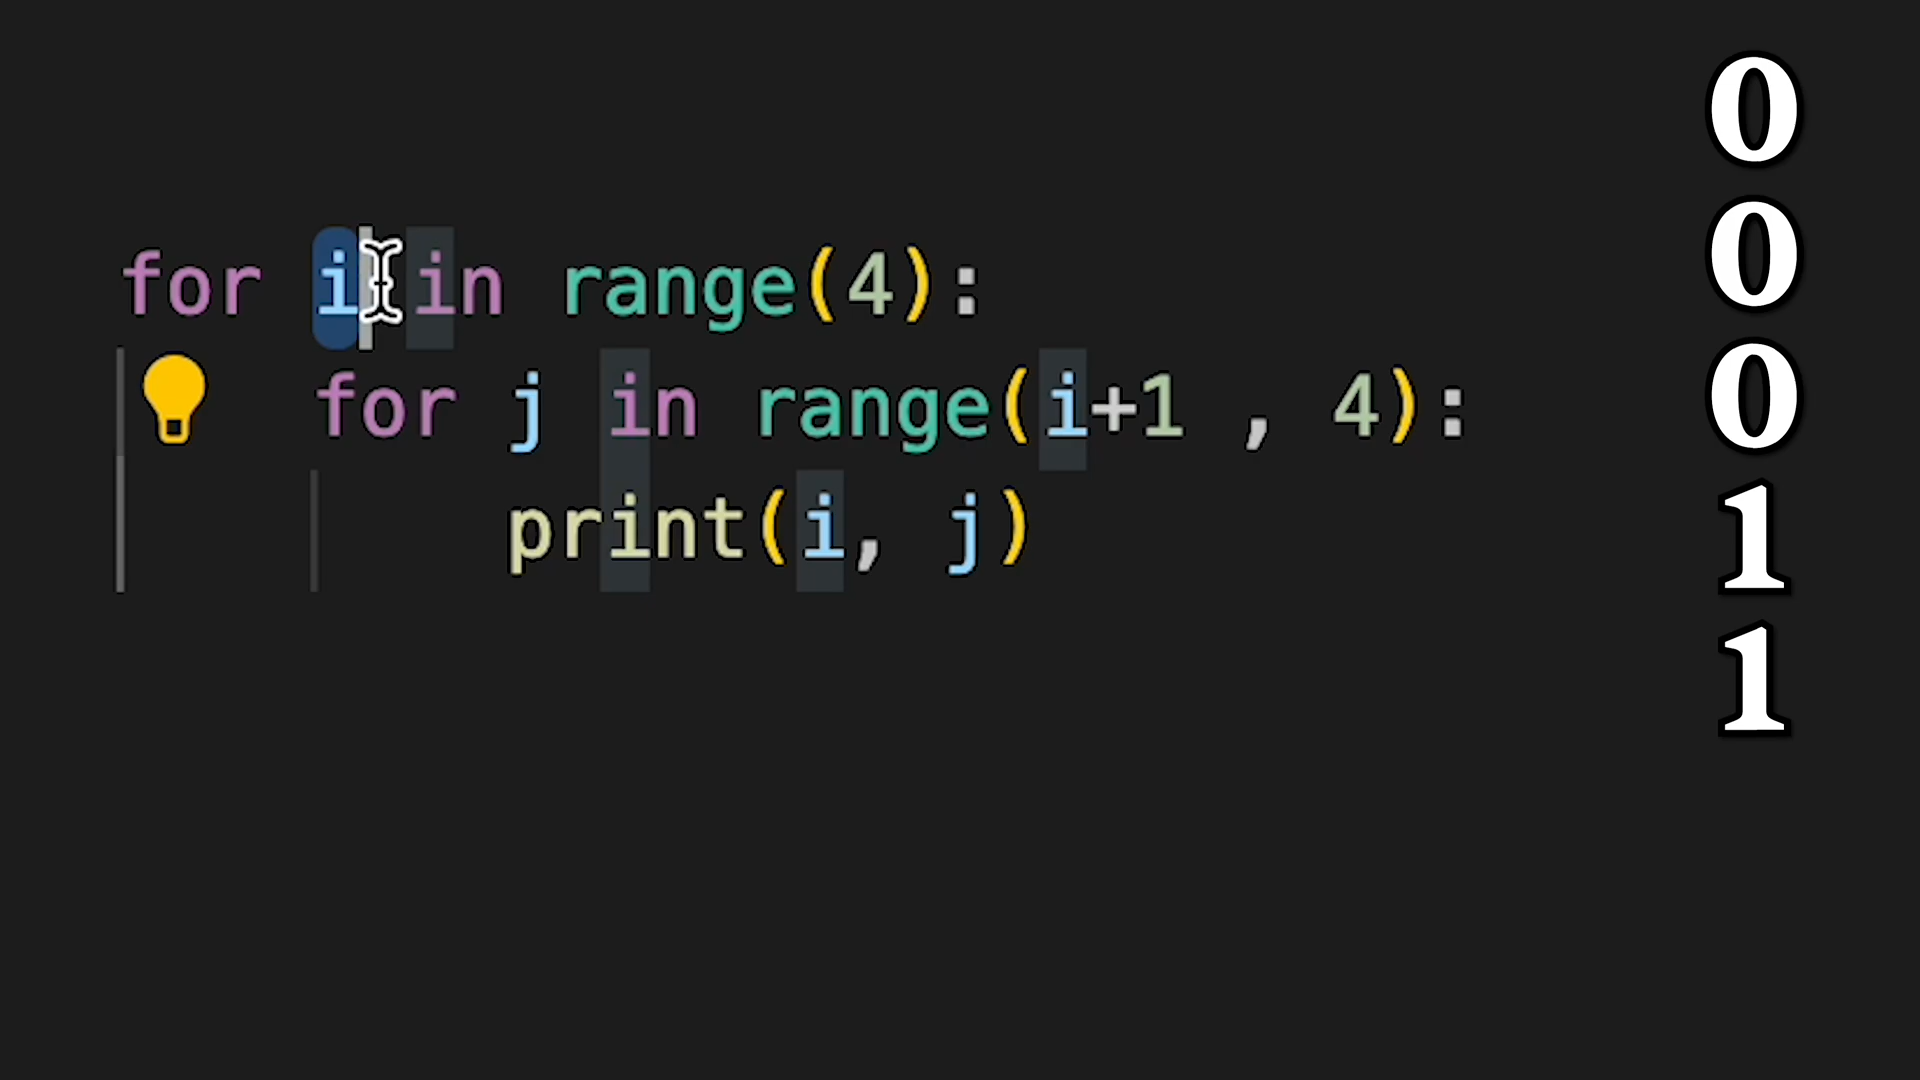 for i in range(4):
for j in range(i+1 , 4):
print(i, j)
0
0
0
1
1